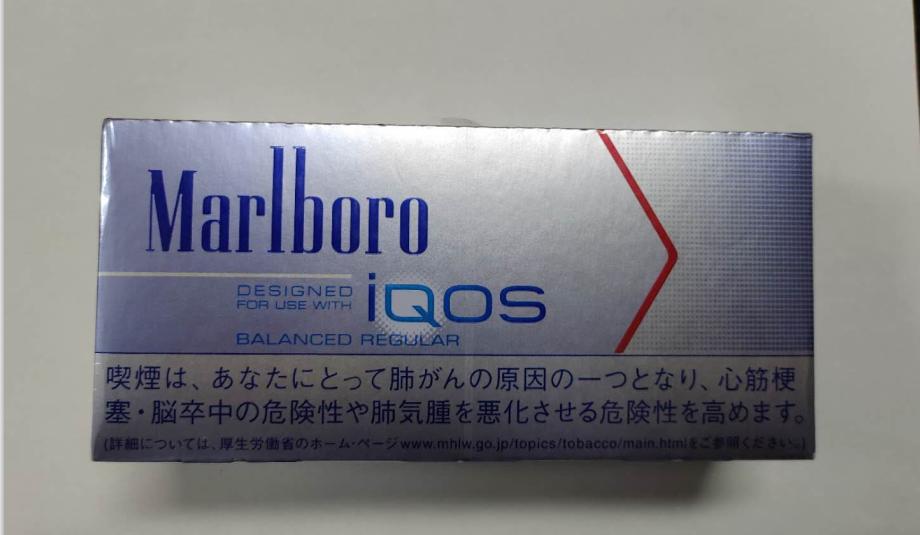 Marlboro
DESIGNED
FOR USE WITH
iQOS
BALANCED REGULAR
喫煙は、あなたにとって肺がんの原因の一つとなり、心筋梗
塞・脳卒中の危険性や肺気腫を悪化させる危険性を高めます。
(詳細については、厚生労働省のホーム・ページwww.mhlw.go.jp/topics/tobacco/main.htmlをご参照ください。)